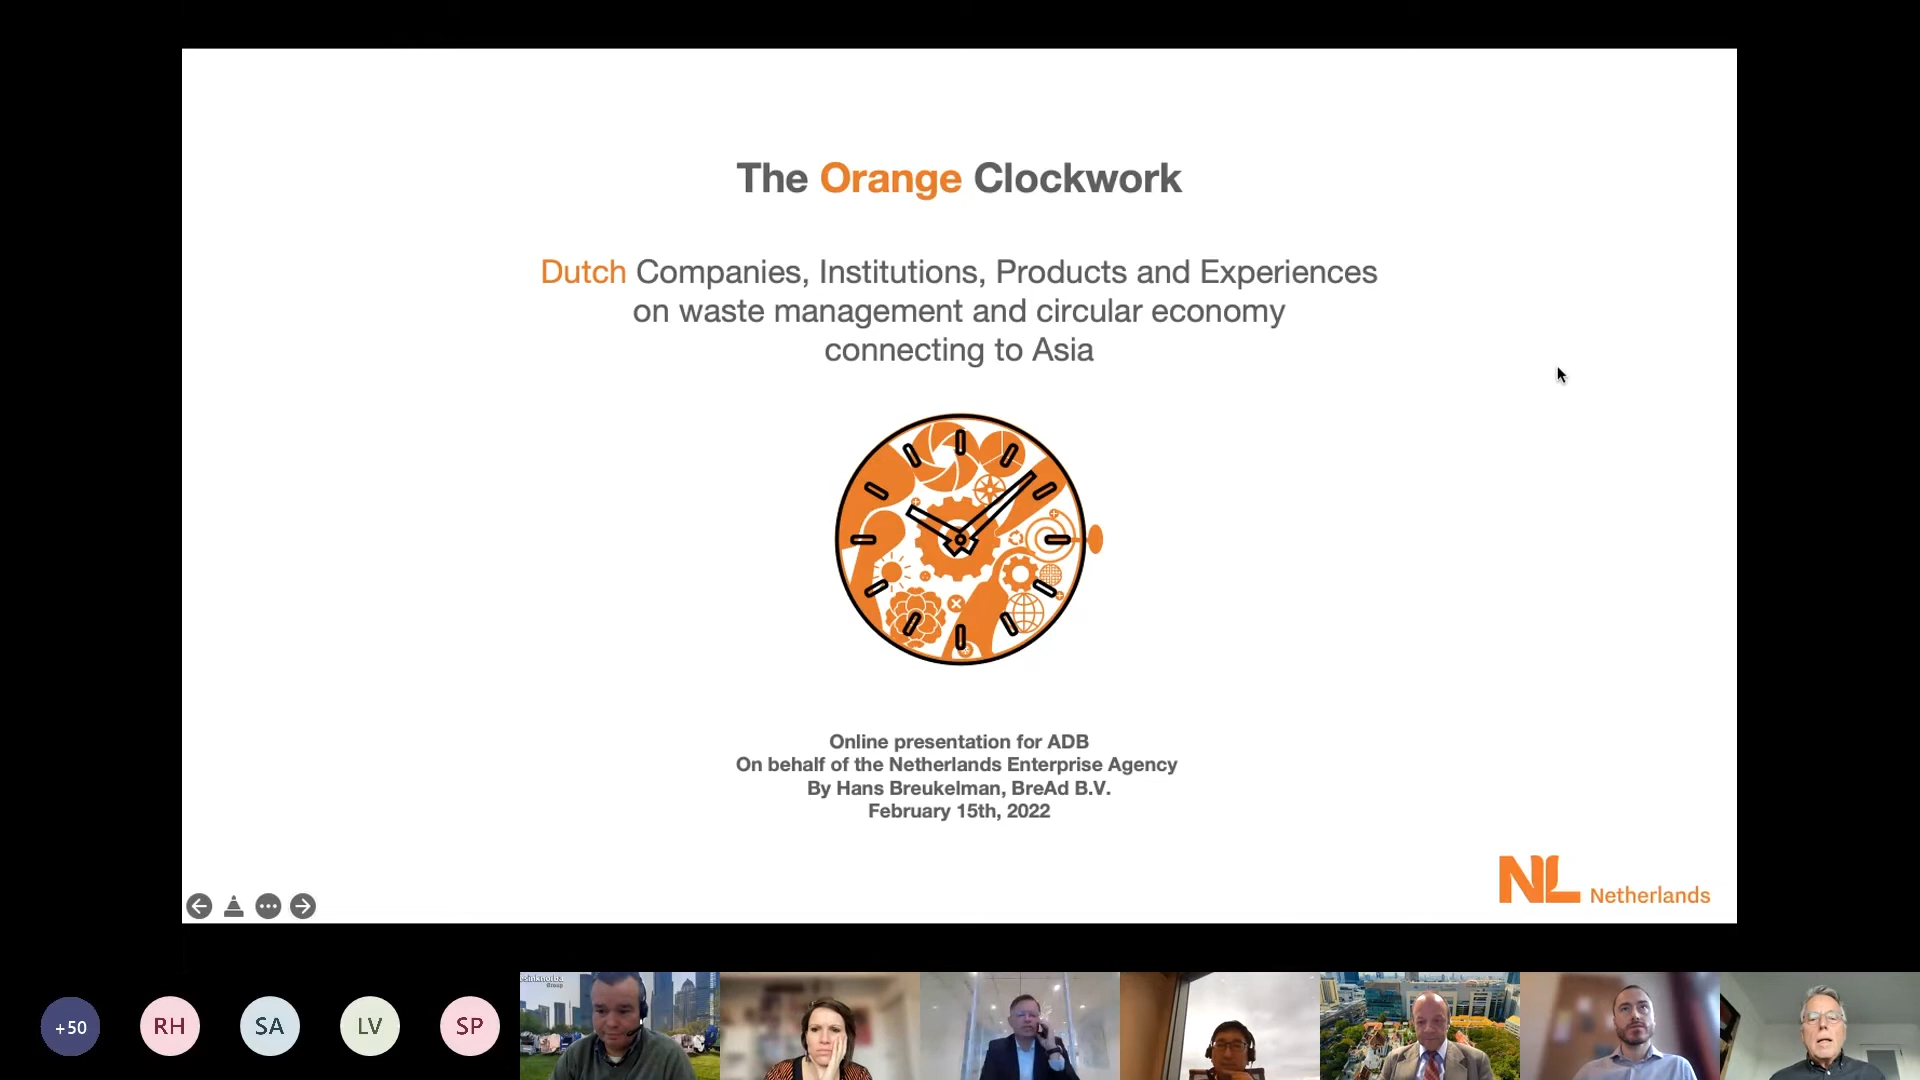 The Orange Clockwork
Dutch Companies, Institutions, Products and Experiences
on waste management and circular economy
connecting to Asia
Online presentation for ADB
On behalf of the Netherlands Enterprise Agency
By Hans Breukelman, BreAd B.V.
February 15th, 2022
NL Netherlands
+50
RH
SA
LV
SP
Group